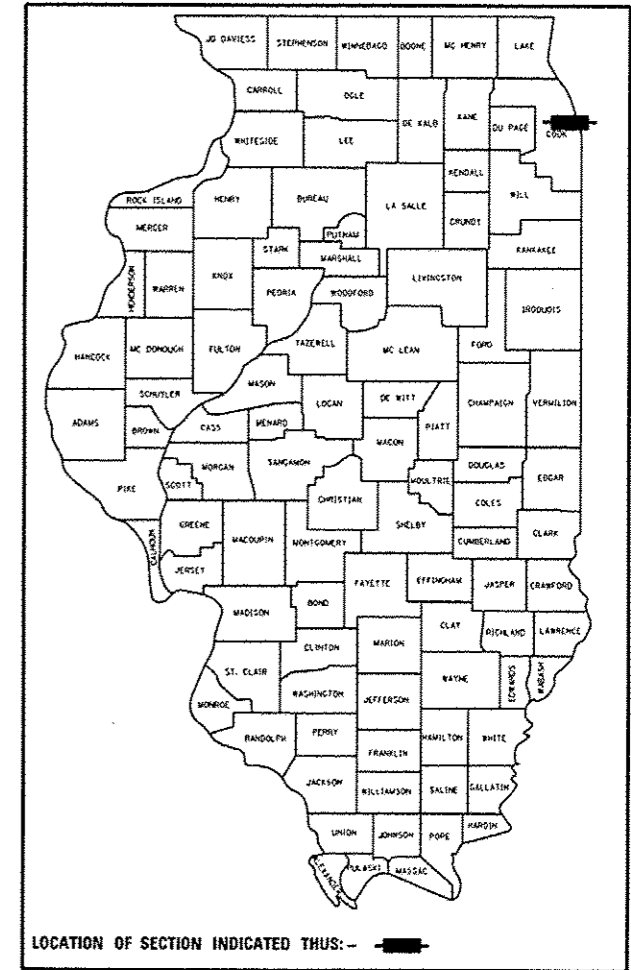 JO DAVIESS STEPHENSON WINNEBAGO BOONE MC HENRY LAKE
CARROLL OGLE DE KALB KANE DU PAGE COOK
WHITESIDE LEE KENDALL WILL
ROCK ISLAND HENRY BUREAU LA SALLE GRUNDY
MERCER PUTNAM KANKAKEE
STARK MARSHALL
HENDERSON WARREN KNOX PEORIA WOODFORD LIVINGSTON IROQUOIS
HANCOCK MC DONOUGH FULTON TAZEWELL MC LEAN FORD
SCHUYLER MASON LOGAN DE WITT CHAMPAIGN VERMILION
ADAMS BROWN CASS MENARD MACON PIATT
PIKE SCOTT MORGAN SANGAMON CHRISTIAN MOULTRIE DOUGLAS EDGAR
COLES
GREENE MACOUPIN MONTGOMERY SHELBY CUMBERLAND CLARK
CALHOUN JERSEY FAYETTE EFFINGHAM JASPER CRAWFORD
MADISON BOND CLAY RICHLAND LAWRENCE
CLINTON MARION
ST. CLAIR WASHINGTON JEFFERSON WAYNE EDWARDS WABASH
MONROE
RANDOLPH PERRY FRANKLIN HAMILTON WHITE
JACKSON WILLIAMSON SALINE GALLATIN
UNION JOHNSON POPE HARDIN
ALEXANDER PULASKI MASSAC
LOCATION OF SECTION INDICATED THUS:-